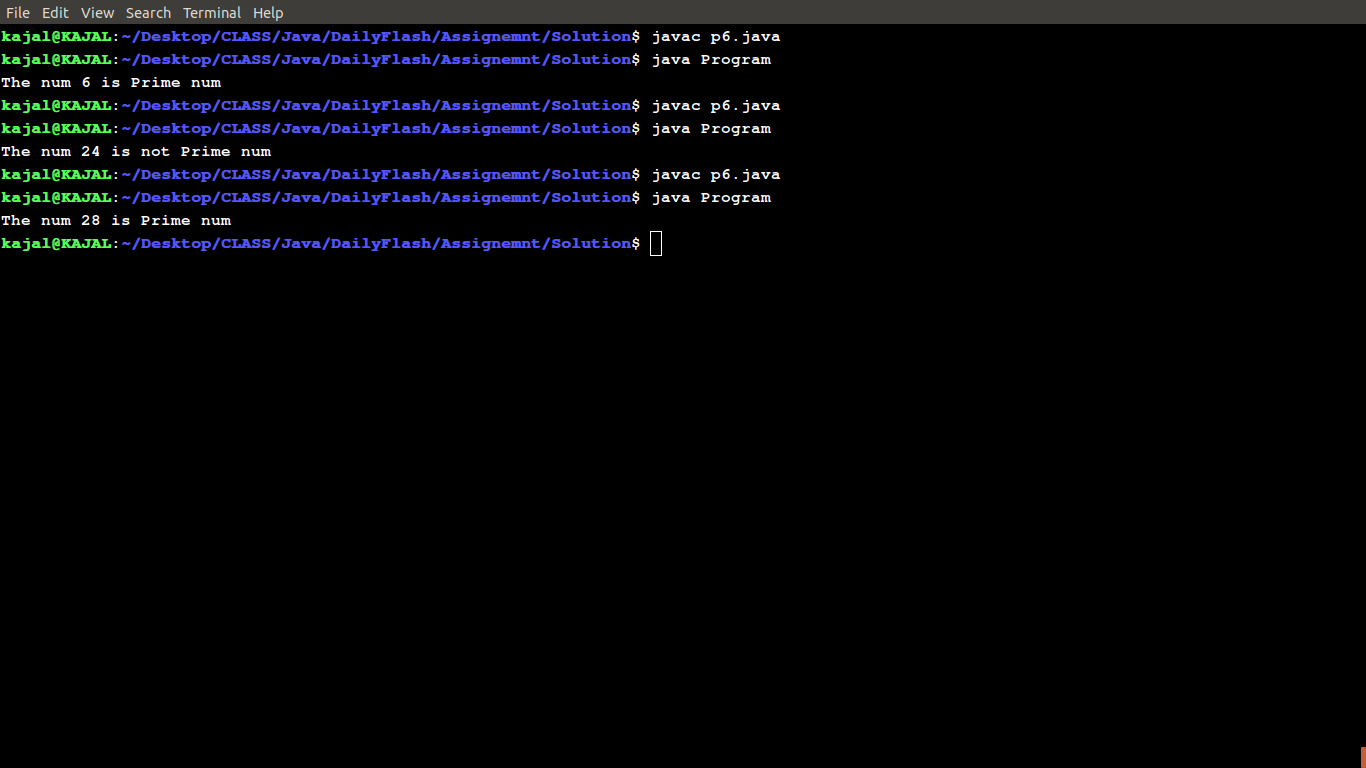 File Edit View Search Terminal Help
kajal@KAJAL:~/Desktop/CLASS/Java/DailyFlash/Assignemnt/Solution$ javac p6.java
kajal@KAJAL:~/Desktop/CLASS/Java/DailyFlash/Assignemnt/Solution$ java Program
The num 6 is Prime num
kajal@KAJAL:~/Desktop/CLASS/Java/DailyFlash/Assignemnt/Solution$ javac p6.java
kajal@KAJAL:~/Desktop/CLASS/Java/DailyFlash/Assignemnt/Solution$ java Program
The num 24 is not Prime num
kajal@KAJAL:~/Desktop/CLASS/Java/DailyFlash/Assignemnt/Solution$ javac p6.java
kajal@KAJAL:~/Desktop/CLASS/Java/DailyFlash/Assignemnt/Solution$ java Program
The num 28 is Prime num
kajal@KAJAL:~/Desktop/CLASS/Java/DailyFlash/Assignemnt/Solution$